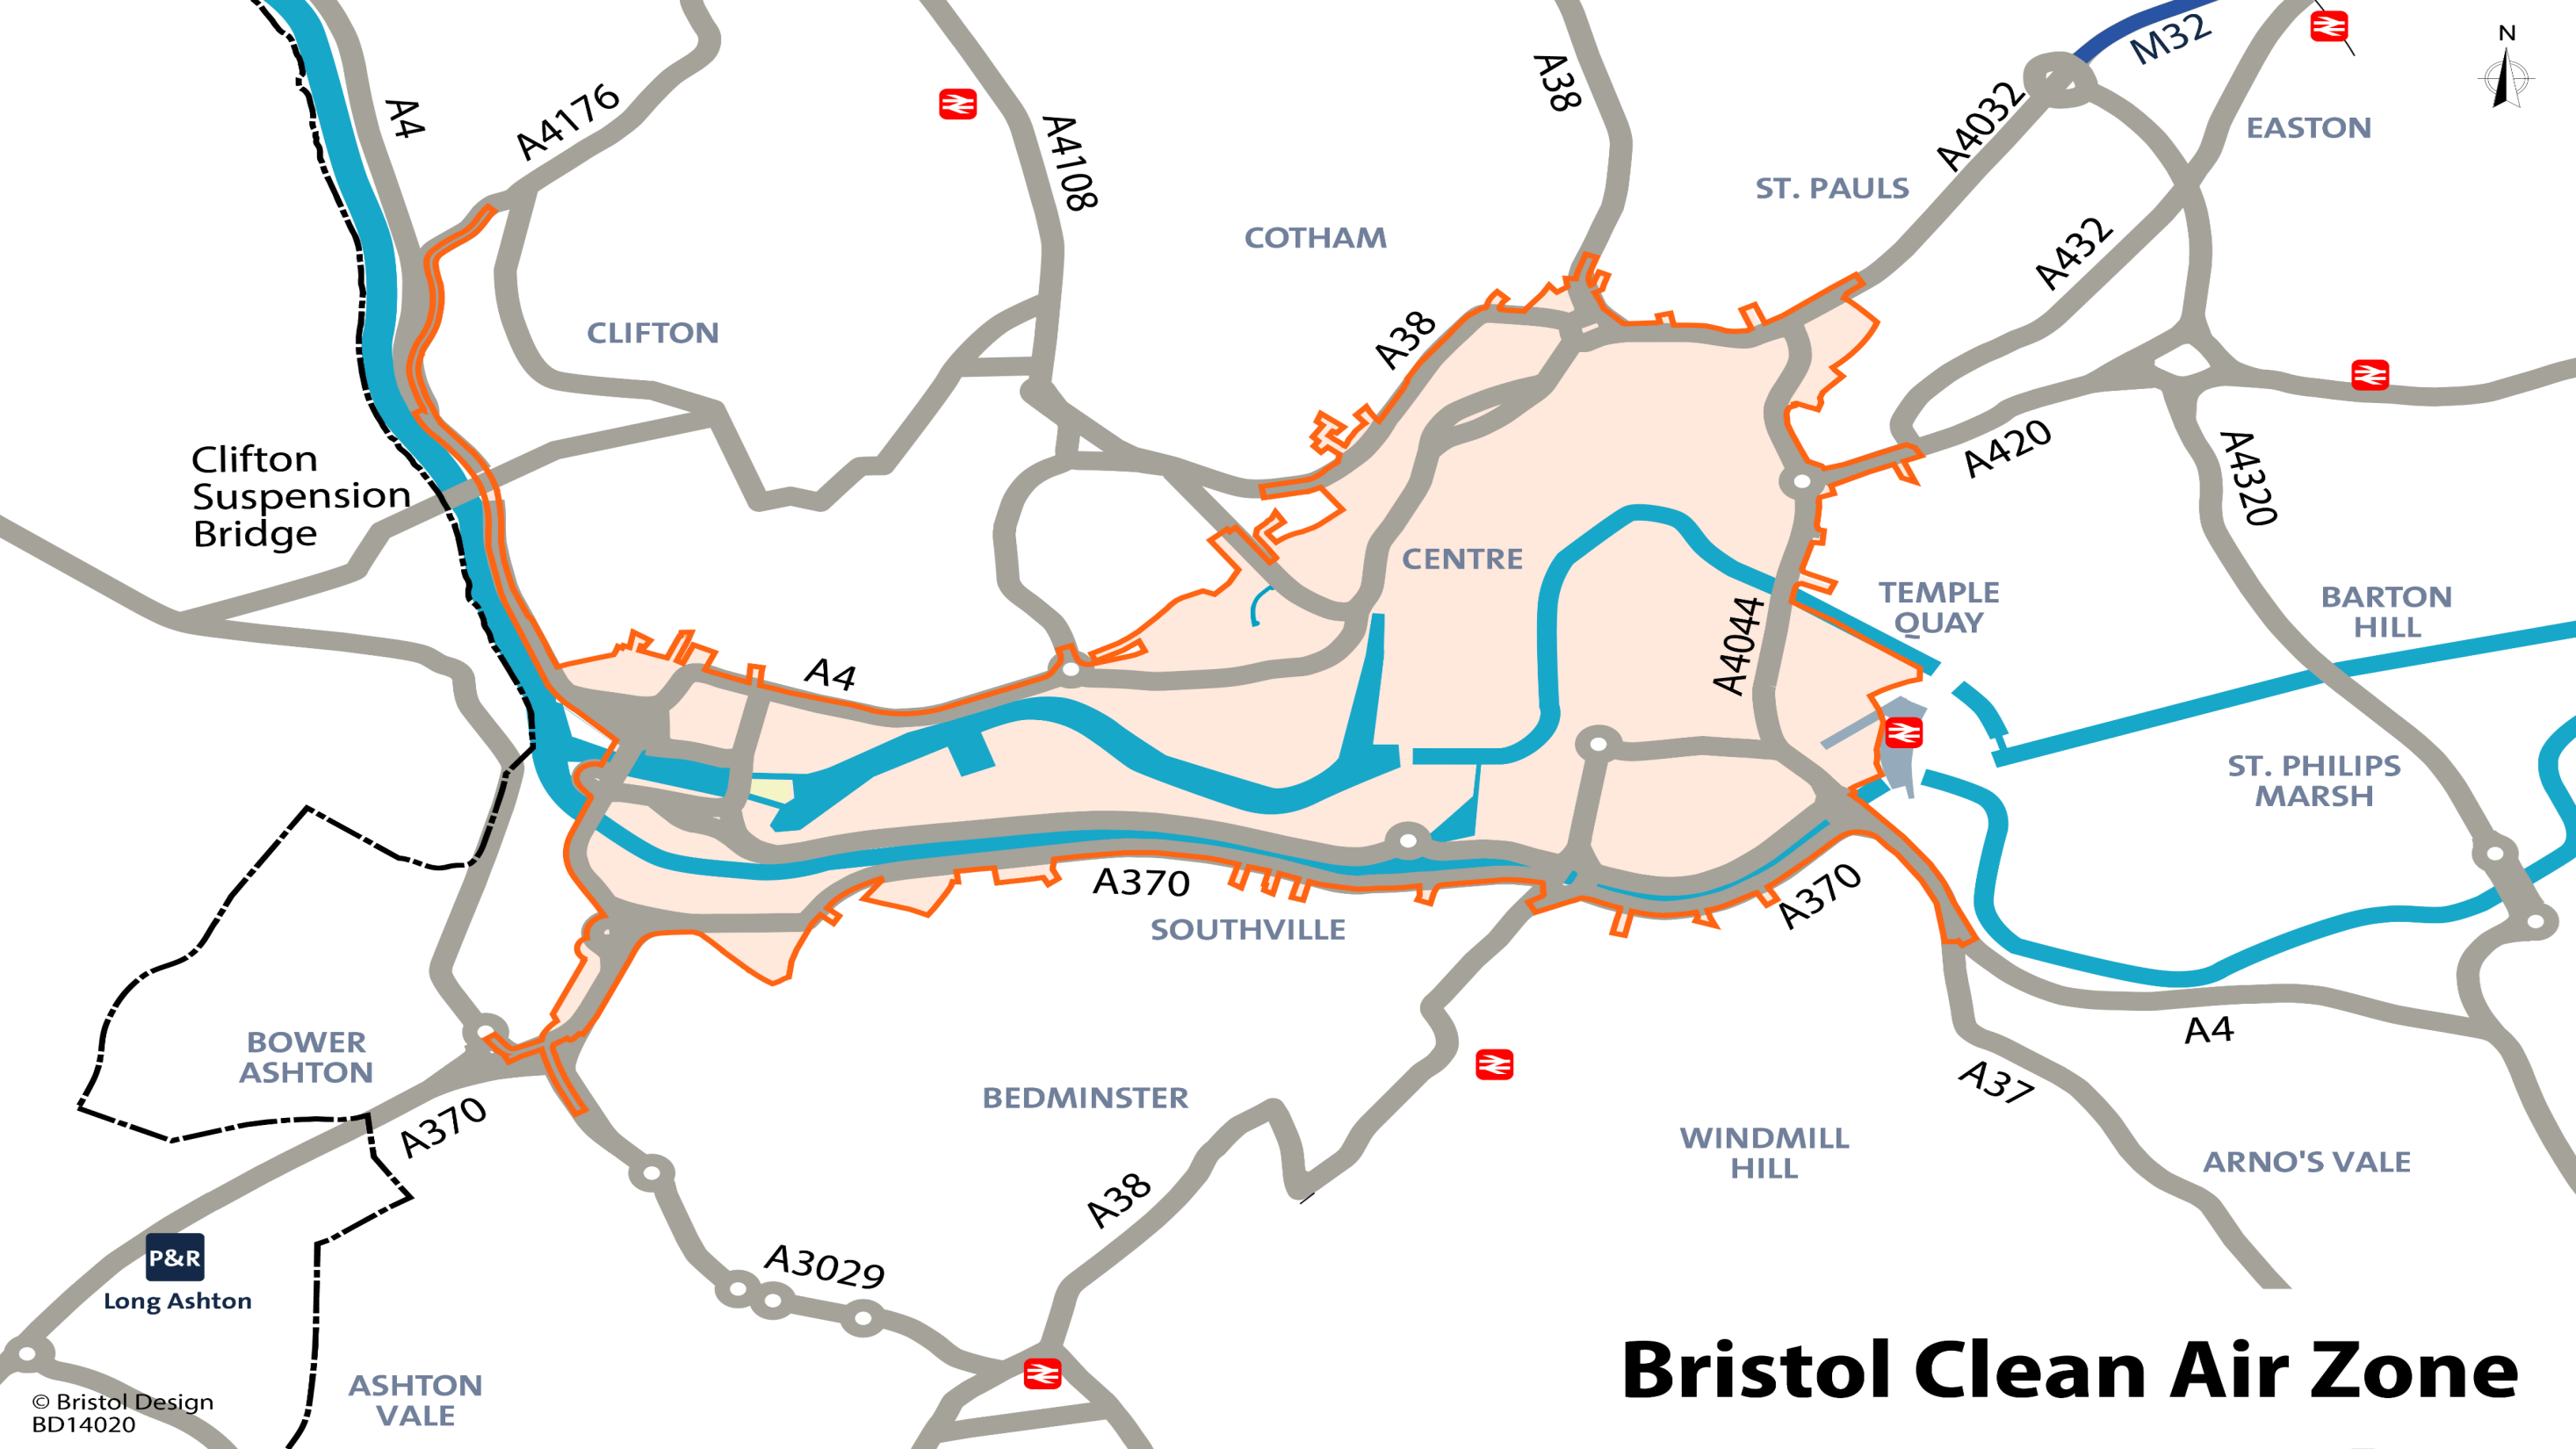 M32
N
A4
A4176
A4108
A38
A4032
EASTON
ST. PAULS
COTHAM
A432
CLIFTON
A38
Clifton
Suspension
Bridge
A420
A4320
CENTRE
TEMPLE
QUAY
BARTON
HILL
A4044
A4
ST. PHILIPS
MARSH
A370
A370
SOUTHVILLE
BOWER
ASHTON
A4
A37
BEDMINSTER
A370
WINDMILL
HILL
ARNO'S VALE
A38
P&R
Long Ashton
A3029
Bristol Clean Air Zone
ASHTON
VALE
© Bristol Design
BD14020